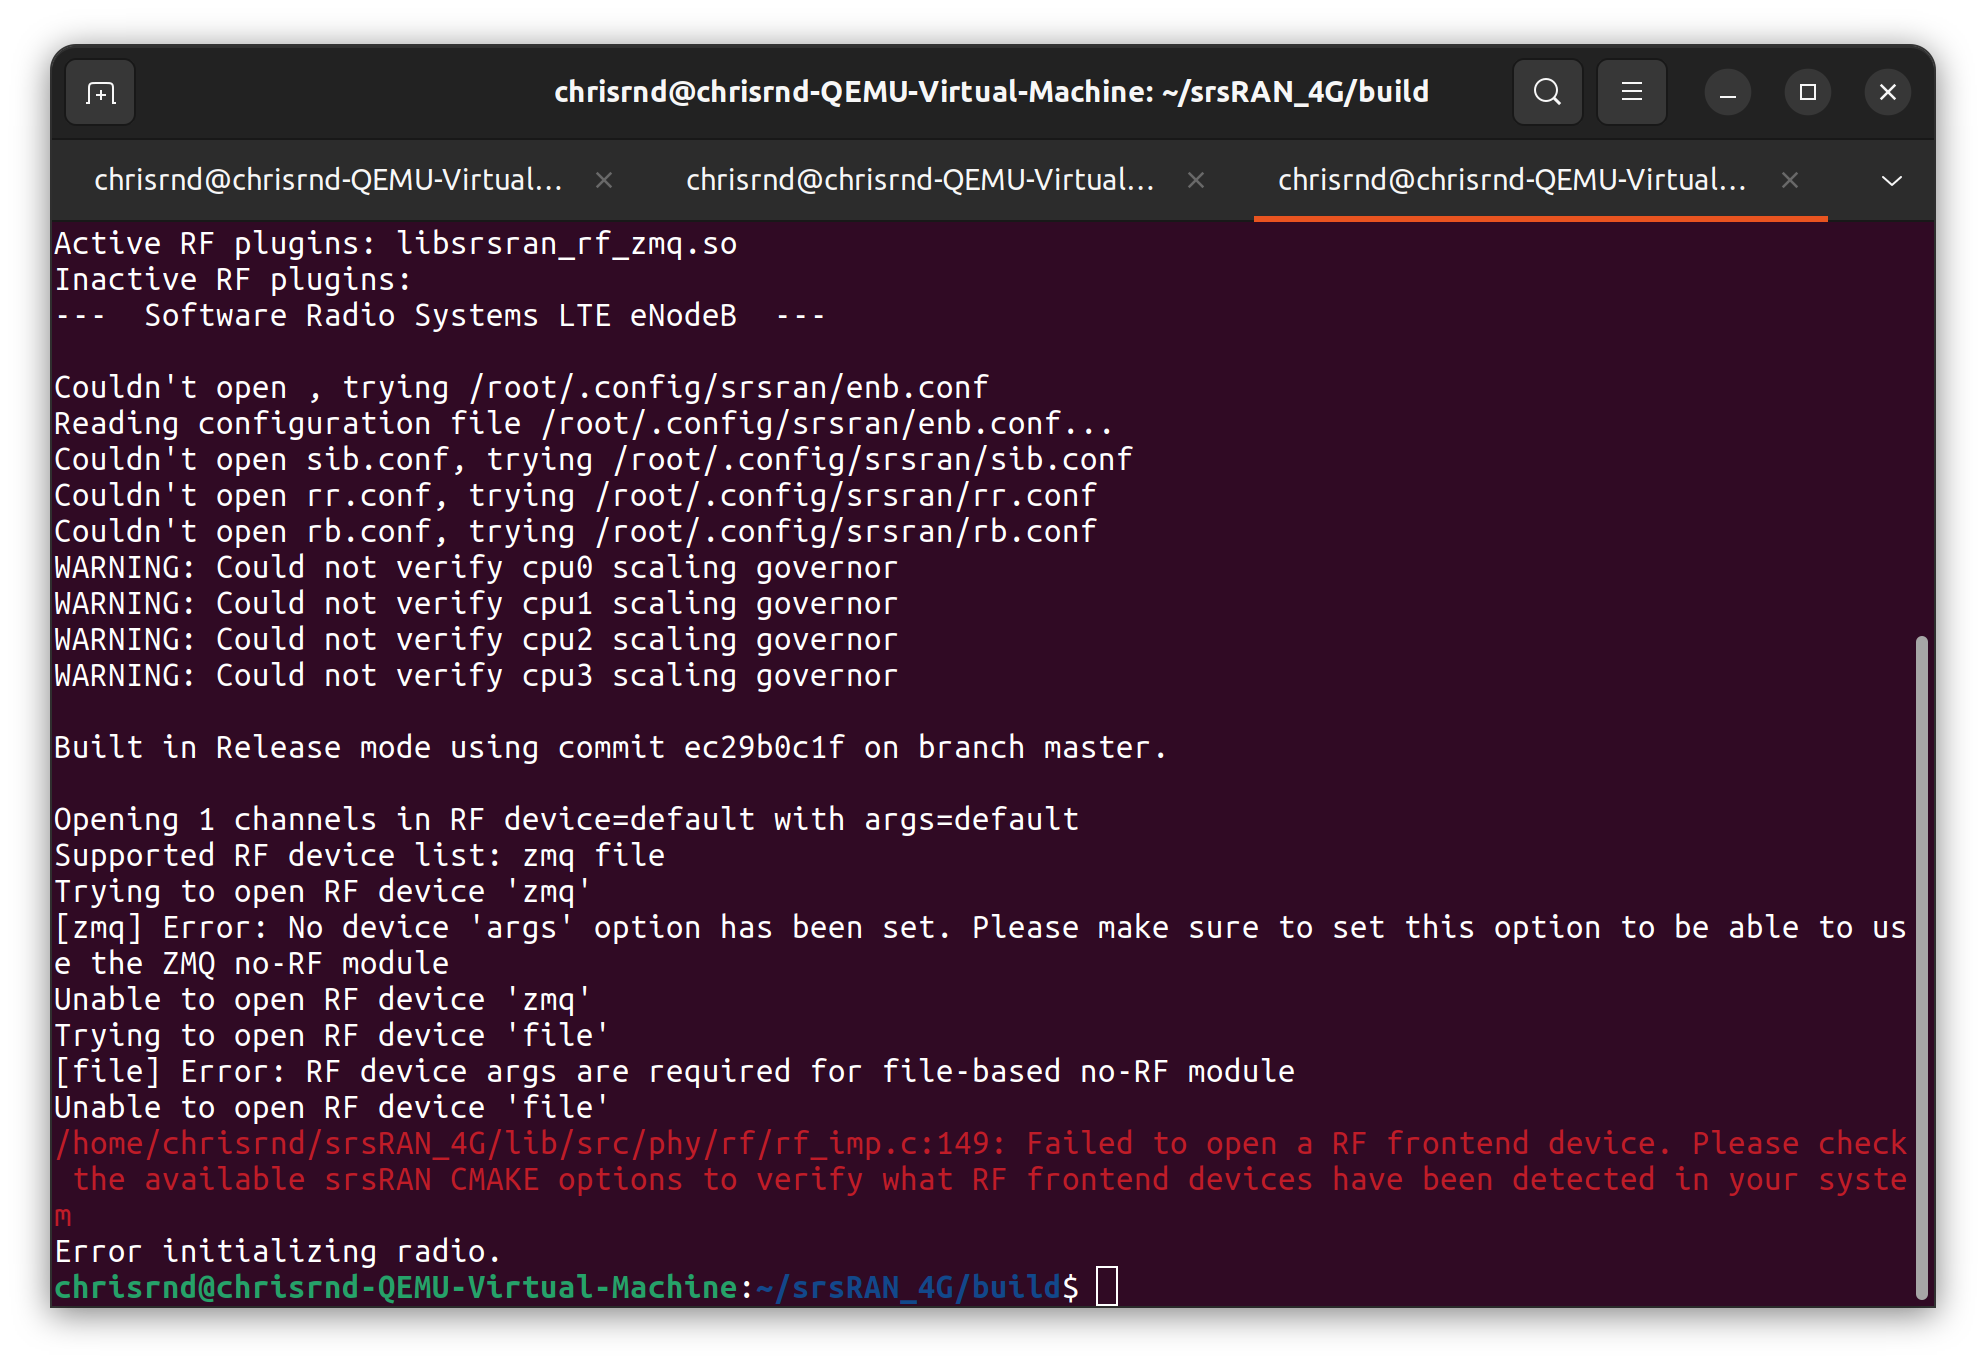 chrisrnd@chrisrnd-QEMU-Virtual-Machine: ~/srsRAN_4G/build
chrisrnd@chrisrnd-QEMU-Virtual... chrisrnd@chrisrnd-QEMU-Virtual... chrisrnd@chrisrnd-QEMU-Virtual...
Active RF plugins: libsrsran_rf_zmq.so
Inactive RF plugins:
---  Software Radio Systems LTE eNodeB  ---
Couldn't open , trying /root/.config/srsran/enb.conf
Reading configuration file /root/.config/srsran/enb.conf...
Couldn't open sib.conf, trying /root/.config/srsran/sib.conf
Couldn't open rr.conf, trying /root/.config/srsran/rr.conf
Couldn't open rb.conf, trying /root/.config/srsran/rb.conf
WARNING: Could not verify cpu0 scaling governor
WARNING: Could not verify cpu1 scaling governor
WARNING: Could not verify cpu2 scaling governor
WARNING: Could not verify cpu3 scaling governor
Built in Release mode using commit ec29b0c1f on branch master.
Opening 1 channels in RF device=default with args=default
Supported RF device list: zmq file
Trying to open RF device 'zmq'
[zmq] Error: No device 'args' option has been set. Please make sure to set this option to be able to us
e the ZMQ no-RF module
Unable to open RF device 'zmq'
Trying to open RF device 'file'
[file] Error: RF device args are required for file-based no-RF module
Unable to open RF device 'file'
/home/chrisrnd/srsRAN_4G/lib/src/phy/rf/rf_imp.c:149: Failed to open a RF frontend device. Please check
 the available srsRAN CMAKE options to verify what RF frontend devices have been detected in your syste
m
Error initializing radio.
chrisrnd@chrisrnd-QEMU-Virtual-Machine:~/srsRAN_4G/build$